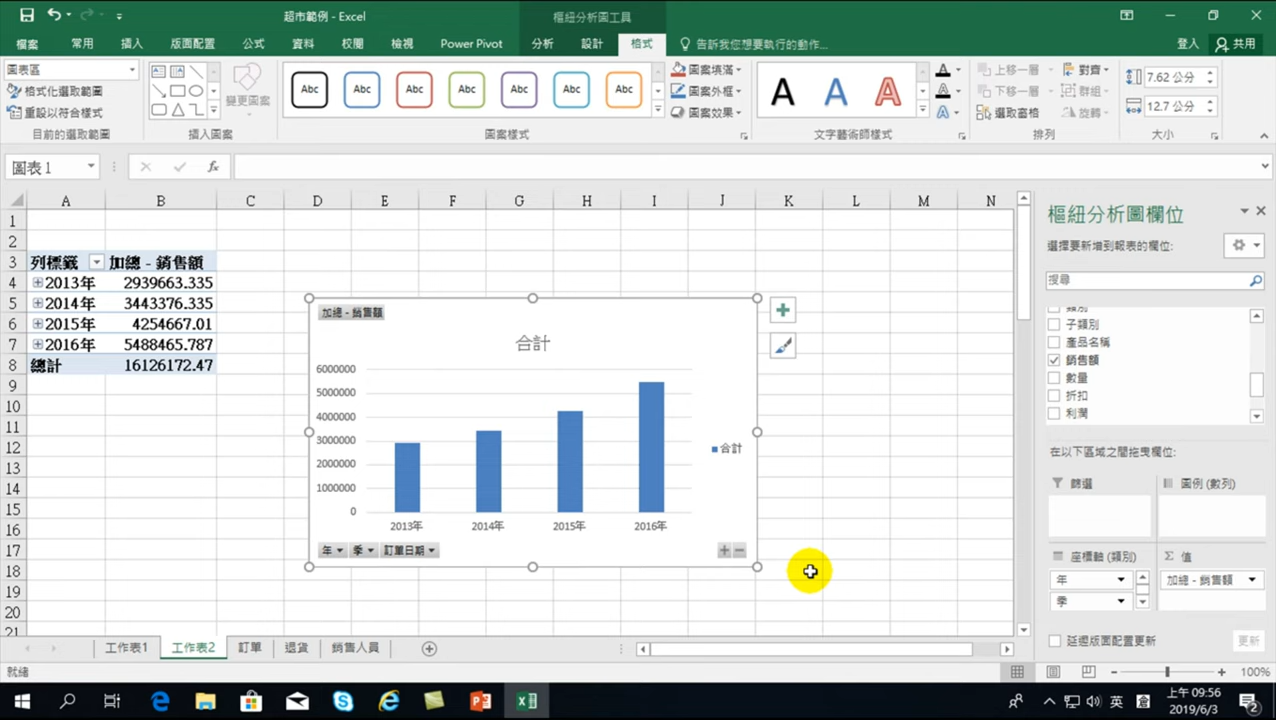 超市範例 - Excel
樞紐分析圖工具
檔案 常用 插入 版面配置 公式 資料 校閱 檢視 Power Pivot 分析 設計 格式 告訴我您想要執行的動作... 登入 共用
圖表區
格式化選取範圍
重設以符合樣式
目前的選取範圍
變更圖案
插入圖案
Abc Abc Abc Abc Abc Abc Abc
圖案填滿
圖案外框
圖案效果
圖案樣式
A A A
文字藝術師樣式
上移一層 對齊
下移一層 群組
選取窗格 旋轉
排列
7.62 公分
12.7 公分
大小
圖表 1
fx
A B C D E F G H I J K L M N
1
2
3 列標籤 加總 - 銷售額
4 2013年 2939663.335
5 2014年 3443376.335
6 2015年 4254667.01
7 2016年 5488465.787
8 總計 16126172.47
9
10
11
12
13
14
15
16
17
18
19
20
21
加總 - 銷售額
合計
6000000
5000000
4000000
3000000
2000000
1000000
0
2013年 2014年 2015年 2016年
合計
年 季 訂單日期
樞紐分析圖欄位
選擇要新增到報表的欄位:
搜尋
類別
子類別
產品名稱
銷售額
數量
折扣
利潤
在以下區域之間拖曳欄位:
篩選 圖例 (數列)
座標軸 (類別) Σ 值
年 加總 - 銷售額
季
延遲版面配置更新 更新
工作表1 工作表2 訂單 退貨 銷售人員
就緒
100%
英
上午 09:56
2019/6/3
2